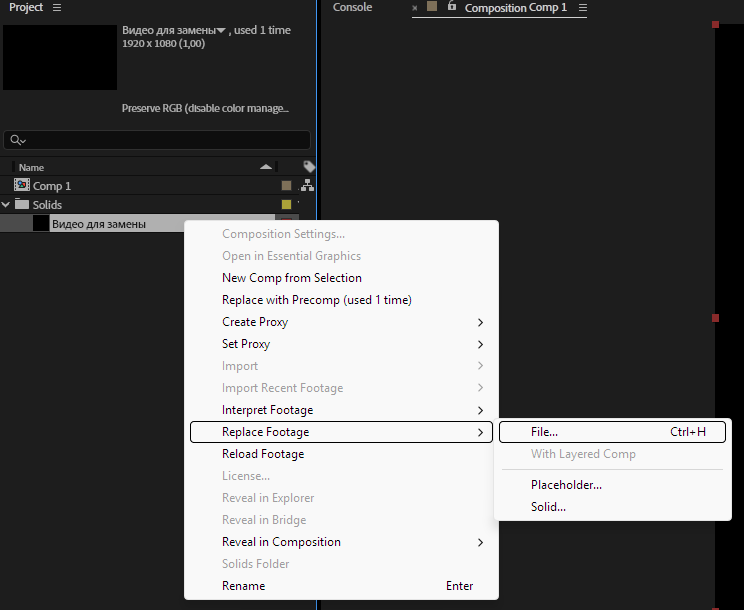 Project
Console
Composition Comp 1
Видео для замены , used 1 time
1920 x 1080 (1,00)
Preserve RGB (disable color manage...
Name
Comp 1
Solids
Видео для замены
Composition Settings...
Open in Essential Graphics
New Comp from Selection
Replace with Precomp (used 1 time)
Create Proxy
Set Proxy
Import
Import Recent Footage
Interpret Footage
Replace Footage
Reload Footage
License...
Reveal in Explorer
Reveal in Bridge
Reveal in Composition
Solids Folder
Rename Enter
File... Ctrl+H
With Layered Comp
Placeholder...
Solid...